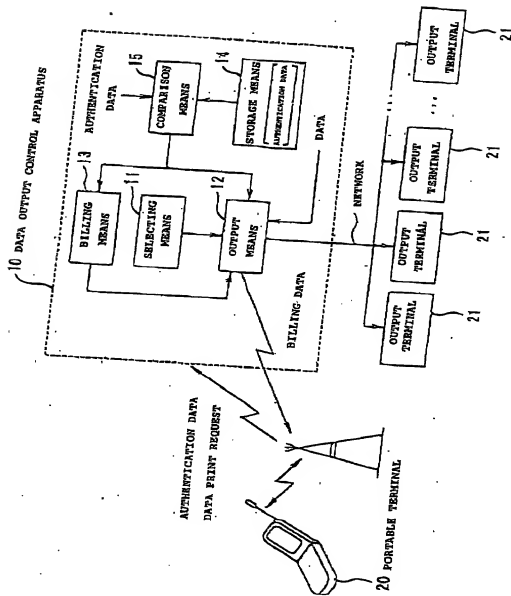 10 DATA OUTPUT CONTROL APPARATUS
AUTHENTICATION
DATA
15
COMPARISON
MEANS
14
STORAGE MEANS
AUTHENTICATION DATA
13
BILLING
MEANS
11
SELECTING
MEANS
12
OUTPUT
MEANS
DATA
BILLING DATA
NETWORK
AUTHENTICATION DATA
DATA PRINT REQUEST
20 PORTABLE TERMINAL
OUTPUT
TERMINAL
21
OUTPUT
TERMINAL
21
OUTPUT
TERMINAL
21
...
OUTPUT
TERMINAL
21